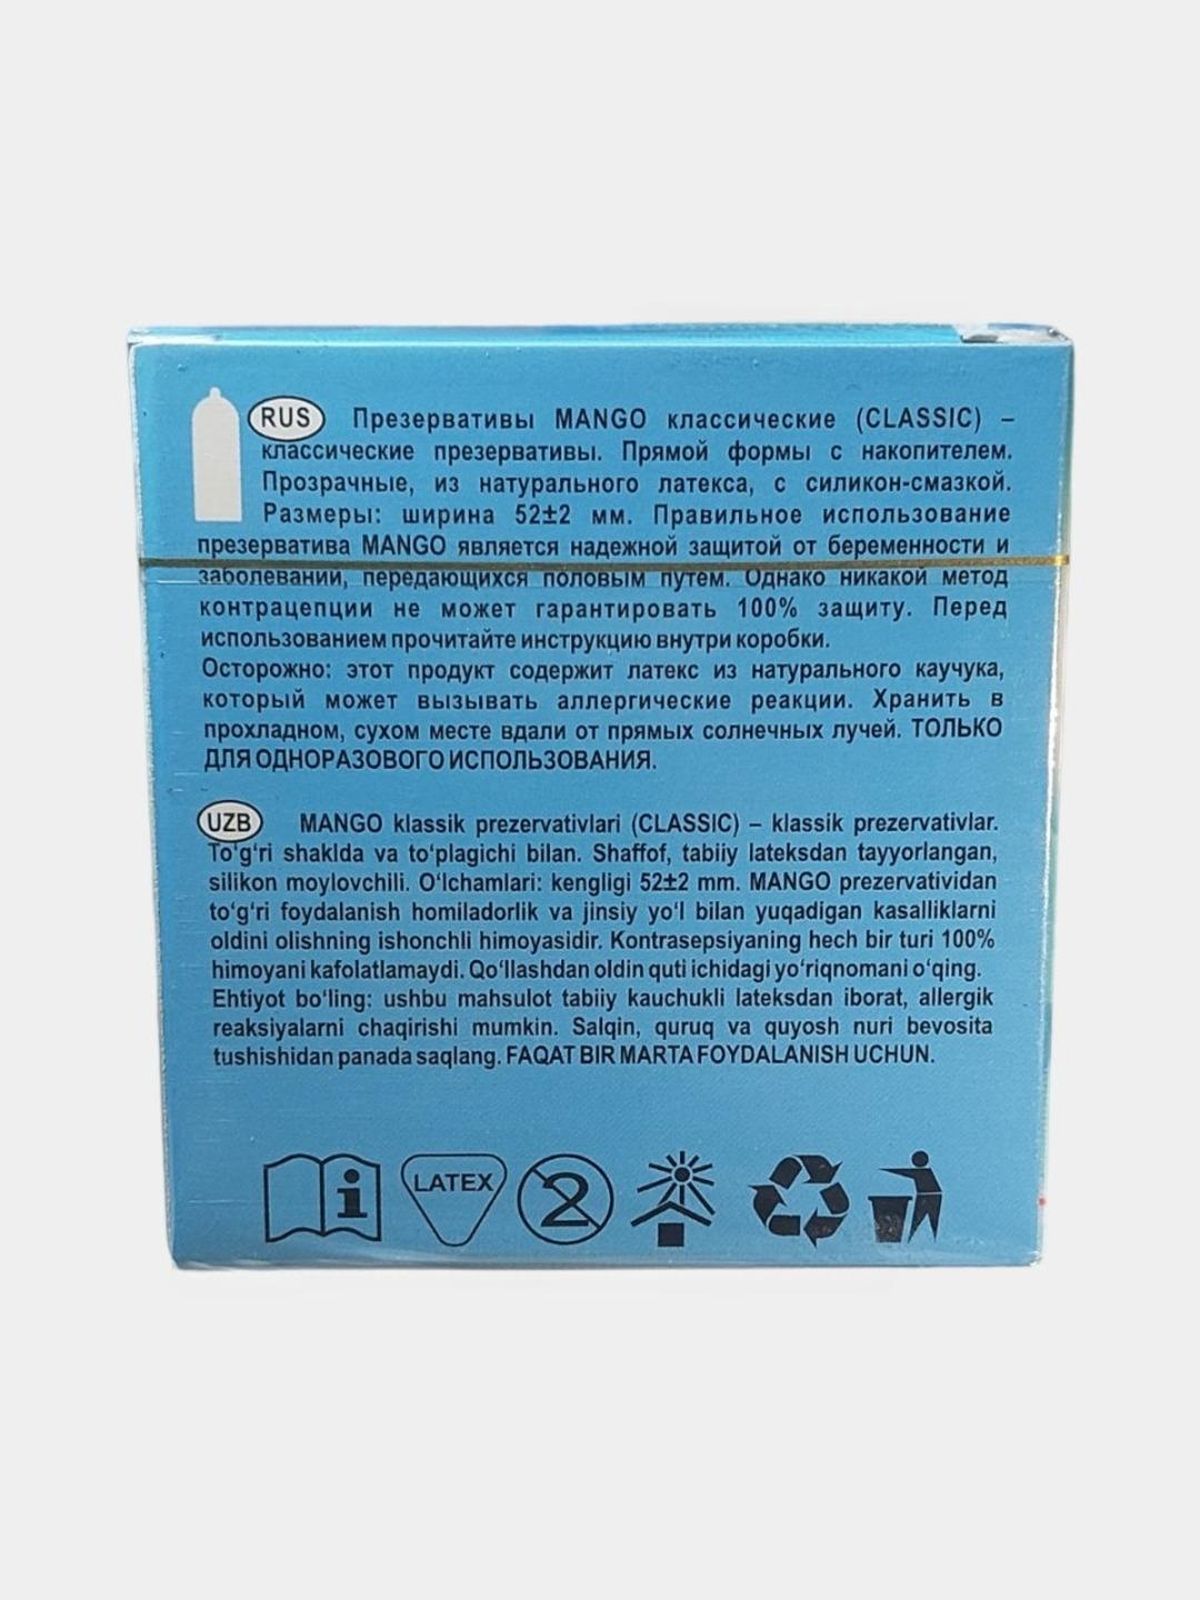 RUS Презервативы MANGO классические (CLASSIC) –
классические презервативы. Прямой формы с накопителем.
Прозрачные, из натурального латекса, с силикон-смазкой.
Размеры: ширина 52±2 мм. Правильное использование
презерватива MANGO является надежной защитой от беременности и
заболеваний, передающихся половым путем. Однако никакой метод
контрацепции не может гарантировать 100% защиту. Перед
использованием прочитайте инструкцию внутри коробки.
Осторожно: этот продукт содержит латекс из натурального каучука,
который может вызывать аллергические реакции. Хранить в
прохладном, сухом месте вдали от прямых солнечных лучей. ТОЛЬКО
ДЛЯ ОДНОРАЗОВОГО ИСПОЛЬЗОВАНИЯ.
UZB MANGO klassik prezervativlari (CLASSIC) – klassik prezervativlar.
To‘g‘ri shaklda va to‘plagichi bilan. Shaffof, tabiiy lateksdan tayyorlangan,
silikon moylovchili. O‘lchamlari: kengligi 52±2 mm. MANGO prezervatividan
to‘g‘ri foydalanish homiladorlik va jinsiy yo‘l bilan yuqadigan kasalliklarni
oldini olishning ishonchli himoyasidir. Kontrasepsiyaning hech bir turi 100%
himoyani kafolatlamaydi. Qo‘llashdan oldin quti ichidagi yo‘riqnomani o‘qing.
Ehtiyot bo‘ling: ushbu mahsulot tabiiy kauchukli lateksdan iborat, allergik
reaksiyalarni chaqirishi mumkin. Salqin, quruq va quyosh nuri bevosita
tushishidan panada saqlang. FAQAT BIR MARTA FOYDALANISH UCHUN.
i LATEX 2